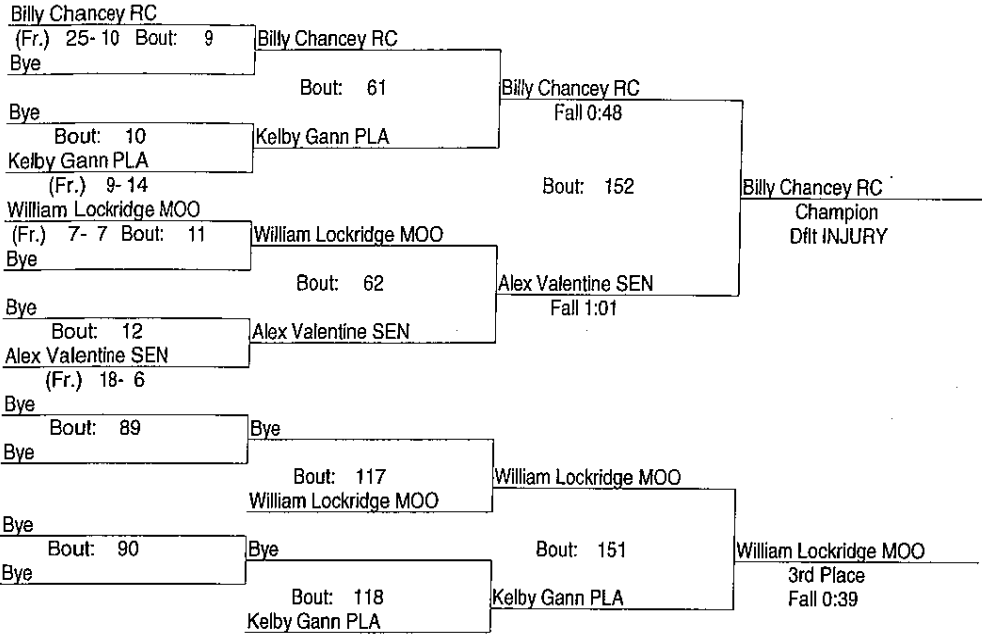 Billy Chancey RC
(Fr.) 25- 10 Bout: 9
Bye
Billy Chancey RC
Bout: 61
Billy Chancey RC
Fall 0:48
Bye
Bout: 10
Kelby Gann PLA
Kelby Gann PLA
(Fr.) 9- 14
Bout: 152
Billy Chancey RC
Champion
Dflt INJURY
William Lockridge MOO
(Fr.) 7- 7 Bout: 11
Bye
William Lockridge MOO
Bout: 62
Alex Valentine SEN
Fall 1:01
Bye
Bout: 12
Alex Valentine SEN
Alex Valentine SEN
(Fr.) 18- 6
Bye
Bout: 89
Bye
Bye
Bout: 117
William Lockridge MOO
William Lockridge MOO
Bye
Bout: 90
Bye
Bye
Bout: 151
William Lockridge MOO
3rd Place
Fall 0:39
Bout: 118
Kelby Gann PLA
Kelby Gann PLA